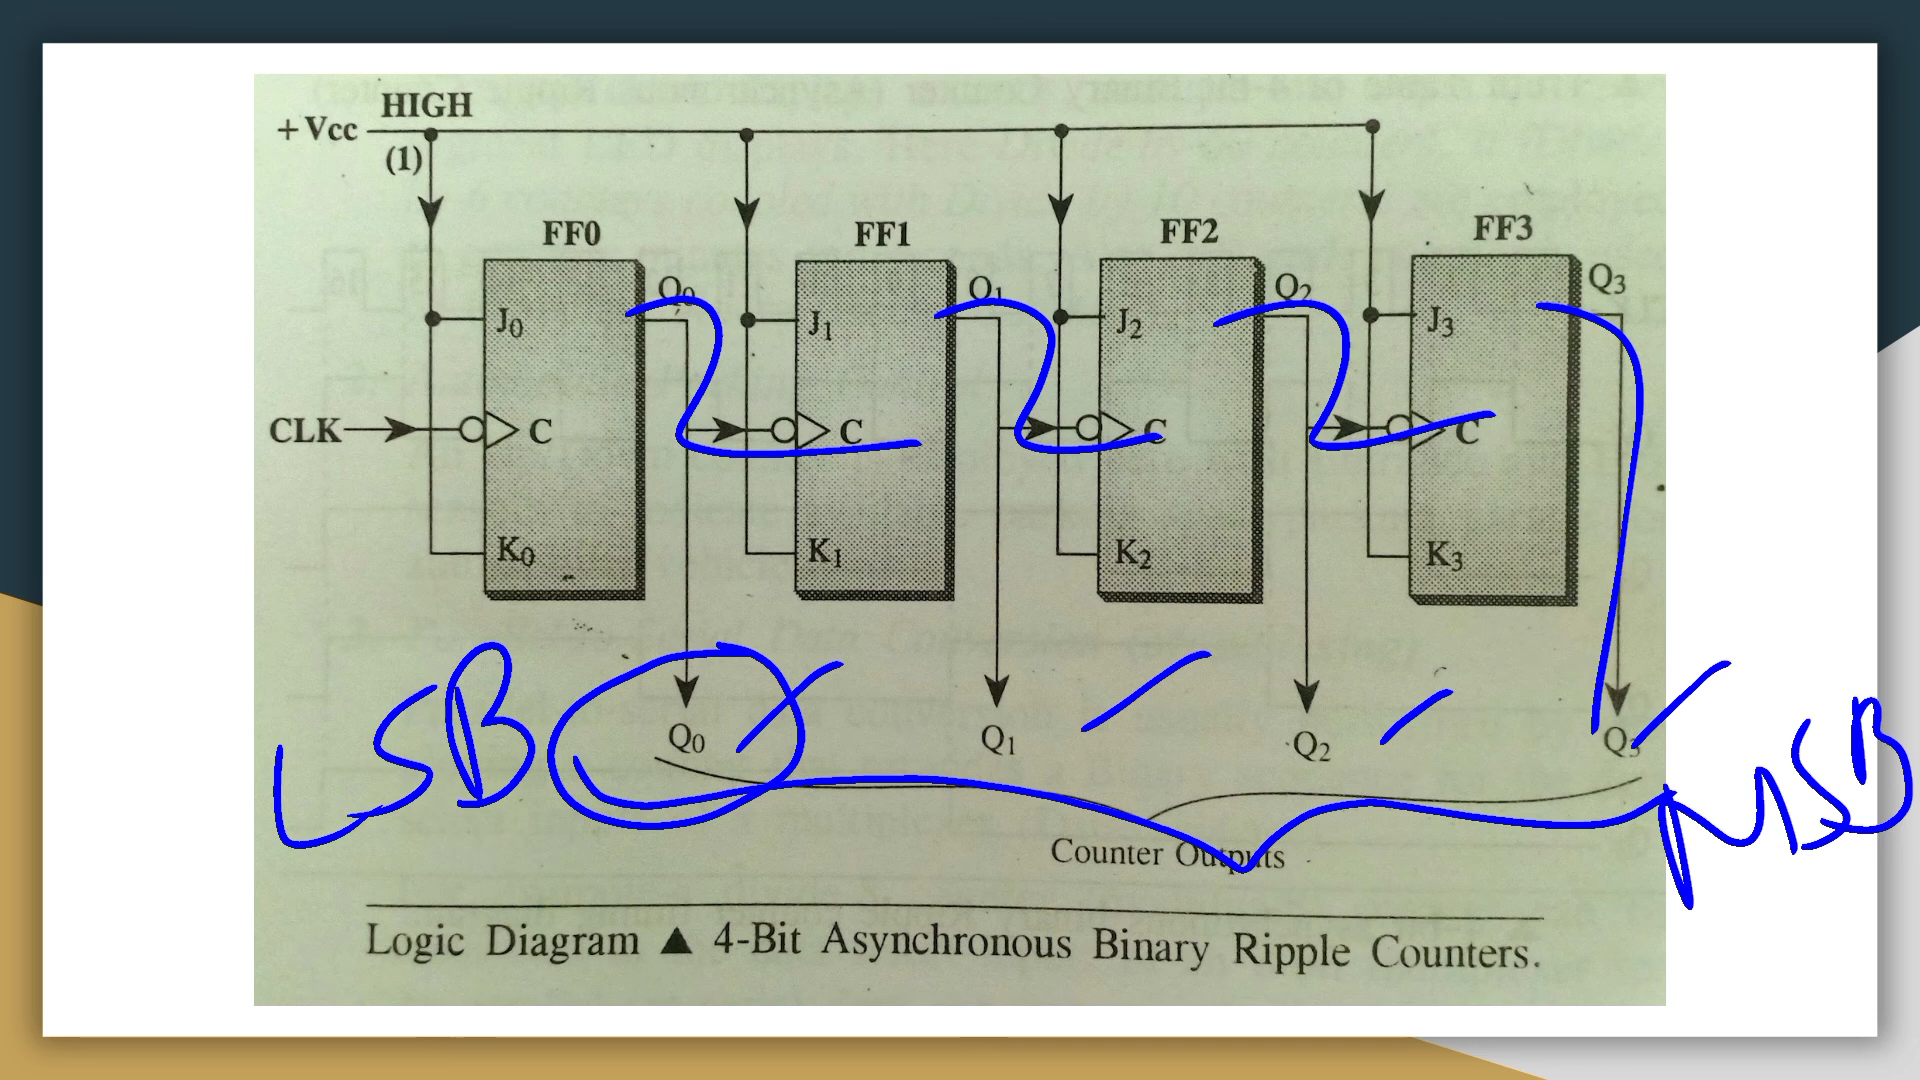 HIGH
+Vcc
(1)
FF0 FF1 FF2 FF3
Q0 Q1 Q2 Q3
J0 J1 J2 J3
CLK C C C C
K0 K1 K2 K3
LSB Q0 Q1 Q2 Q3 MSB
Counter Outputs
Logic Diagram ▲ 4-Bit Asynchronous Binary Ripple Counters.